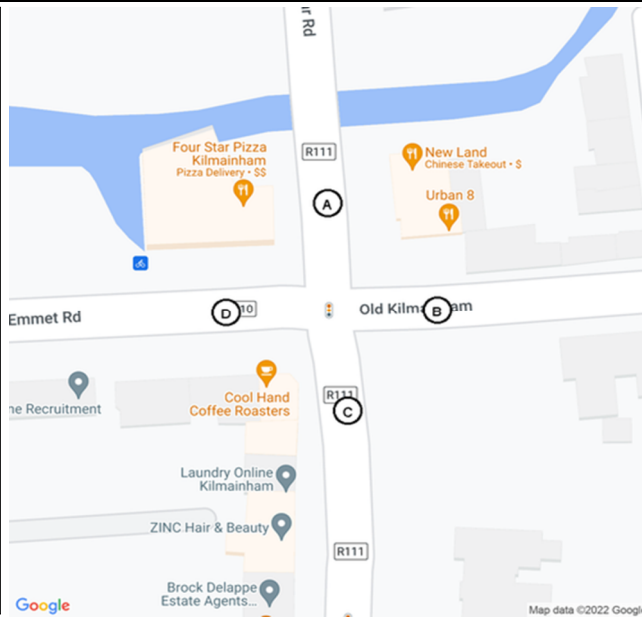 ur Rd
R111
Four Star Pizza
Kilmainham
Pizza Delivery • $$
New Land
Chinese Takeout • $
Urban 8
A
Emmet Rd
D
10
Old Kilm
B
am
ne Recruitment
Cool Hand
Coffee Roasters
R111
C
Laundry Online
Kilmainham
ZINC Hair & Beauty
R111
Brock Delappe
Estate Agents...
Google
Map data ©2022 Google